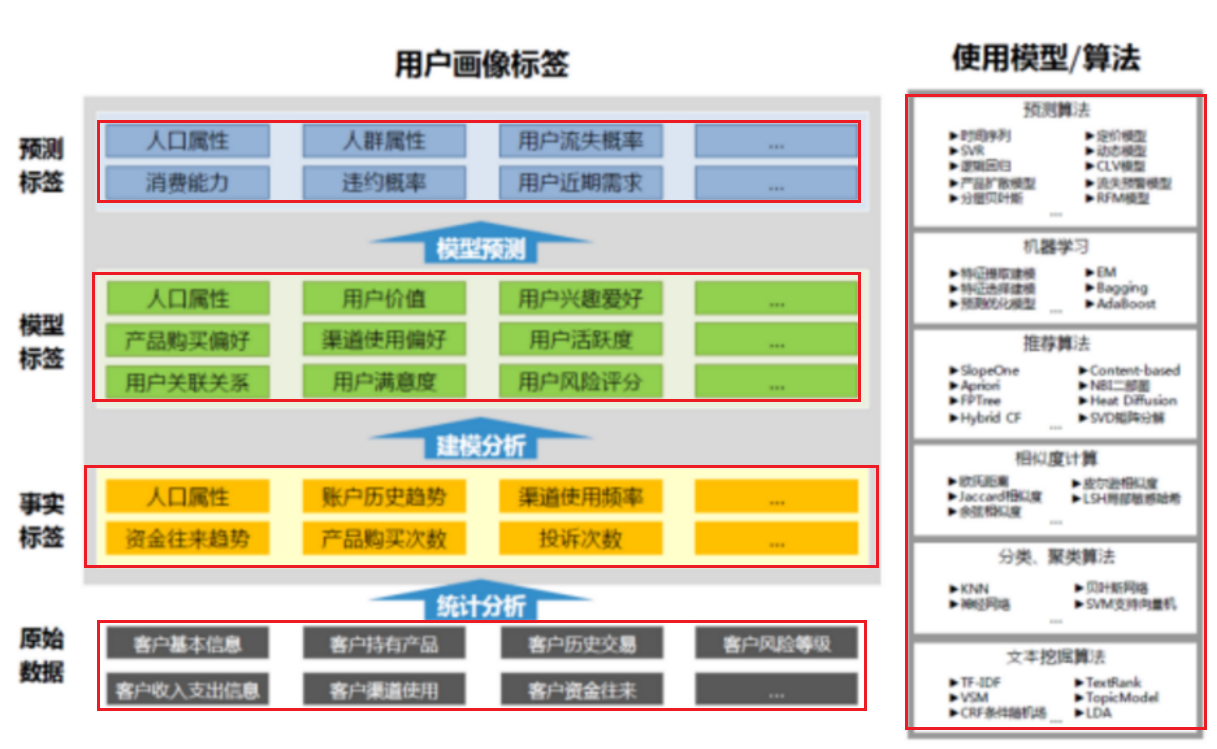 用户画像标签
使用模型/算法
预测
标签
人口属性 人群属性 用户流失概率 ...
消费能力 违约概率 用户近期需求 ...
模型预测
模型
标签
人口属性 用户价值 用户兴趣爱好 ...
产品购买偏好 渠道使用偏好 用户活跃度 ...
用户关联关系 用户满意度 用户风险评分 ...
建模分析
事实
标签
人口属性 账户历史趋势 渠道使用频率 ...
资金往来趋势 产品购买次数 投诉次数 ...
统计分析
原始
数据
客户基本信息 客户持有产品 客户历史交易 客户风险等级
客户收入支出信息 客户渠道使用 客户资金往来 ...
预测算法
▶时间序列 ▶定价模型
▶SVR ▶动态模型
▶逻辑回归 ▶CLV模型
▶产品扩散模型 ▶流失预警模型
▶分层贝叶斯 ▶RFM模型
...
机器学习
▶特征提取建模 ▶EM
▶特征选择建模 ▶Bagging
▶预测优化模型 ▶AdaBoost
...
推荐算法
▶SlopeOne ▶Content-based
▶Apriori ▶NBI二部图
▶FPTree ▶Heat Diffusion
▶Hybrid CF ▶SVD矩阵分解
...
相似度计算
▶欧氏距离 ▶皮尔逊相似度
▶Jaccard相似度 ▶LSH局部敏感哈希
▶余弦相似度
...
分类、聚类算法
▶KNN ▶贝叶斯网络
▶神经网络 ▶SVM支持向量机
...
文本挖掘算法
▶TF-IDF ▶TextRank
▶VSM ▶TopicModel
▶CRF条件随机场 ▶LDA
...